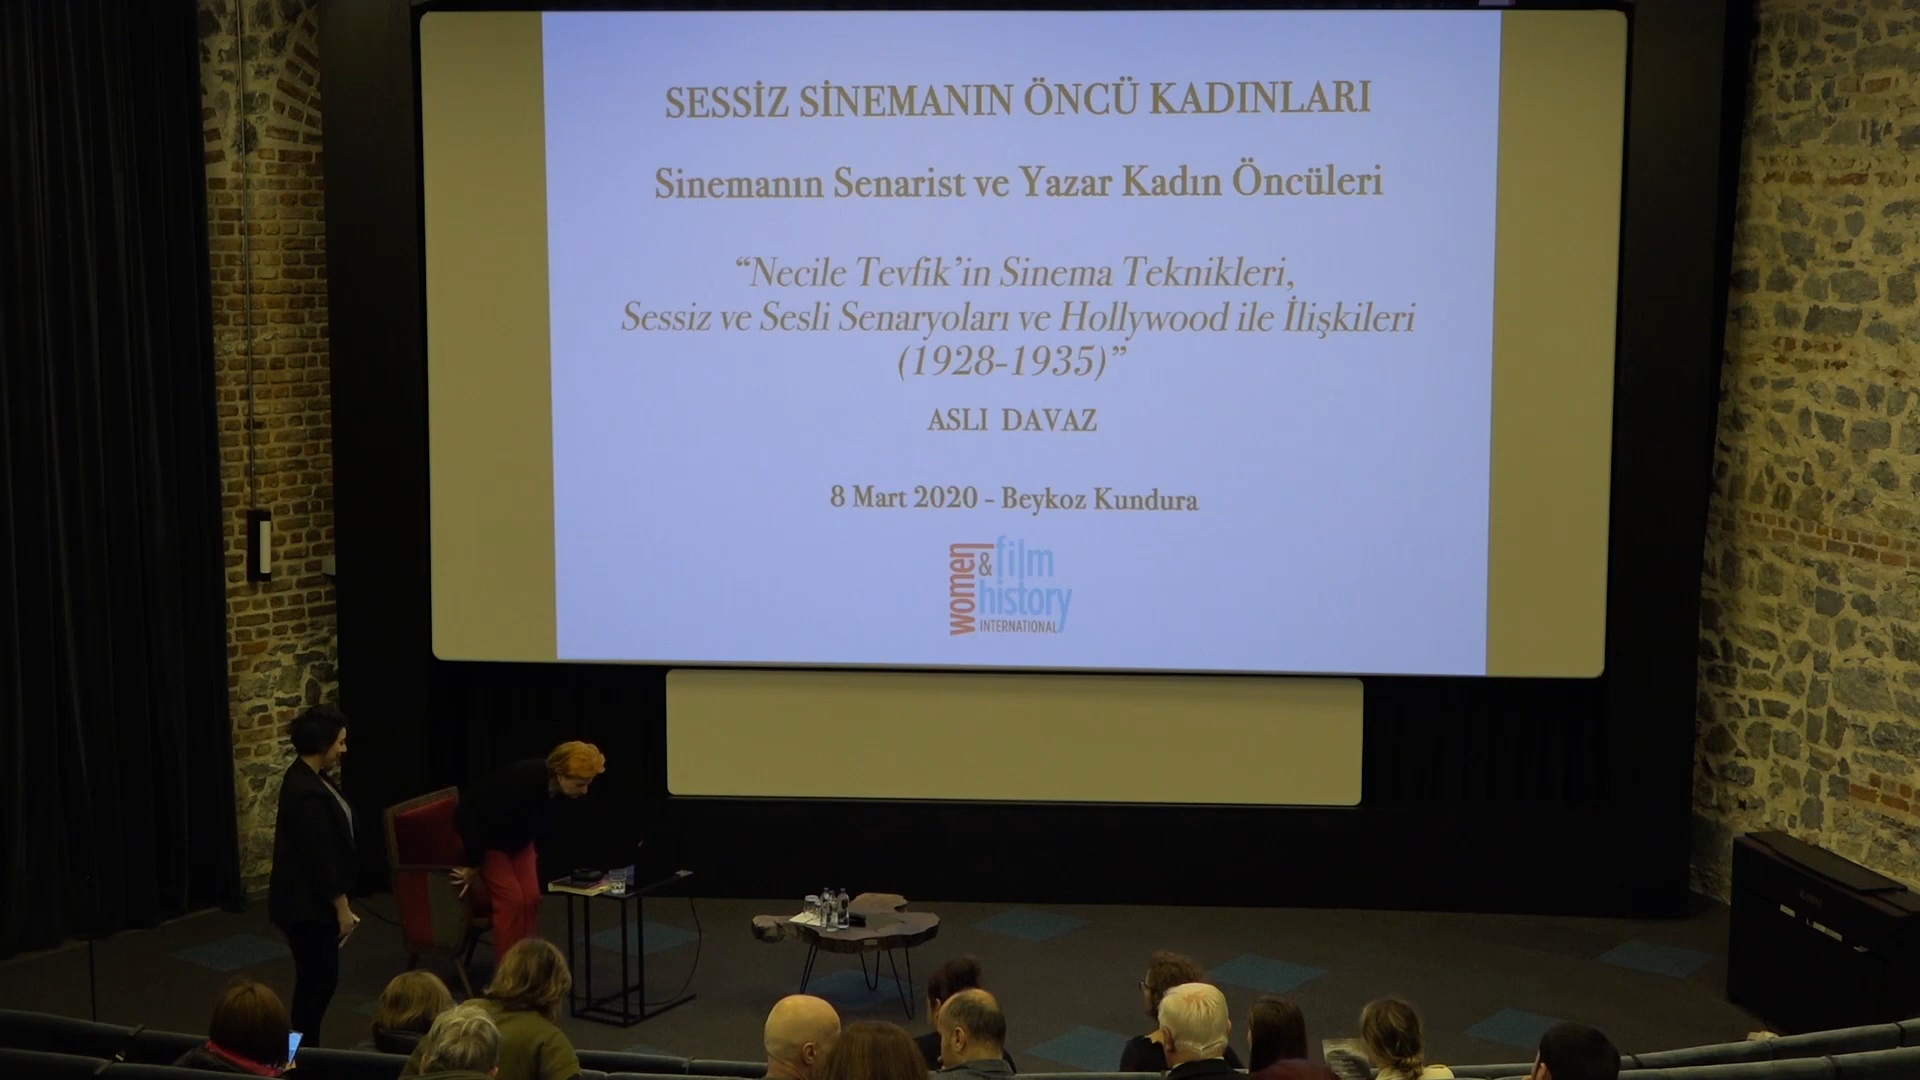 SESSİZ SİNEMANIN ÖNCÜ KADINLARI
Sinemanın Senarist ve Yazar Kadın Öncüleri
“Necile Tevfik’in Sinema Teknikleri,
Sessiz ve Sesli Senaryoları ve Hollywood ile İlişkileri
(1928-1935)”
ASLI DAVAZ
8 Mart 2020 - Beykoz Kundura
women
& film
history
INTERNATIONAL